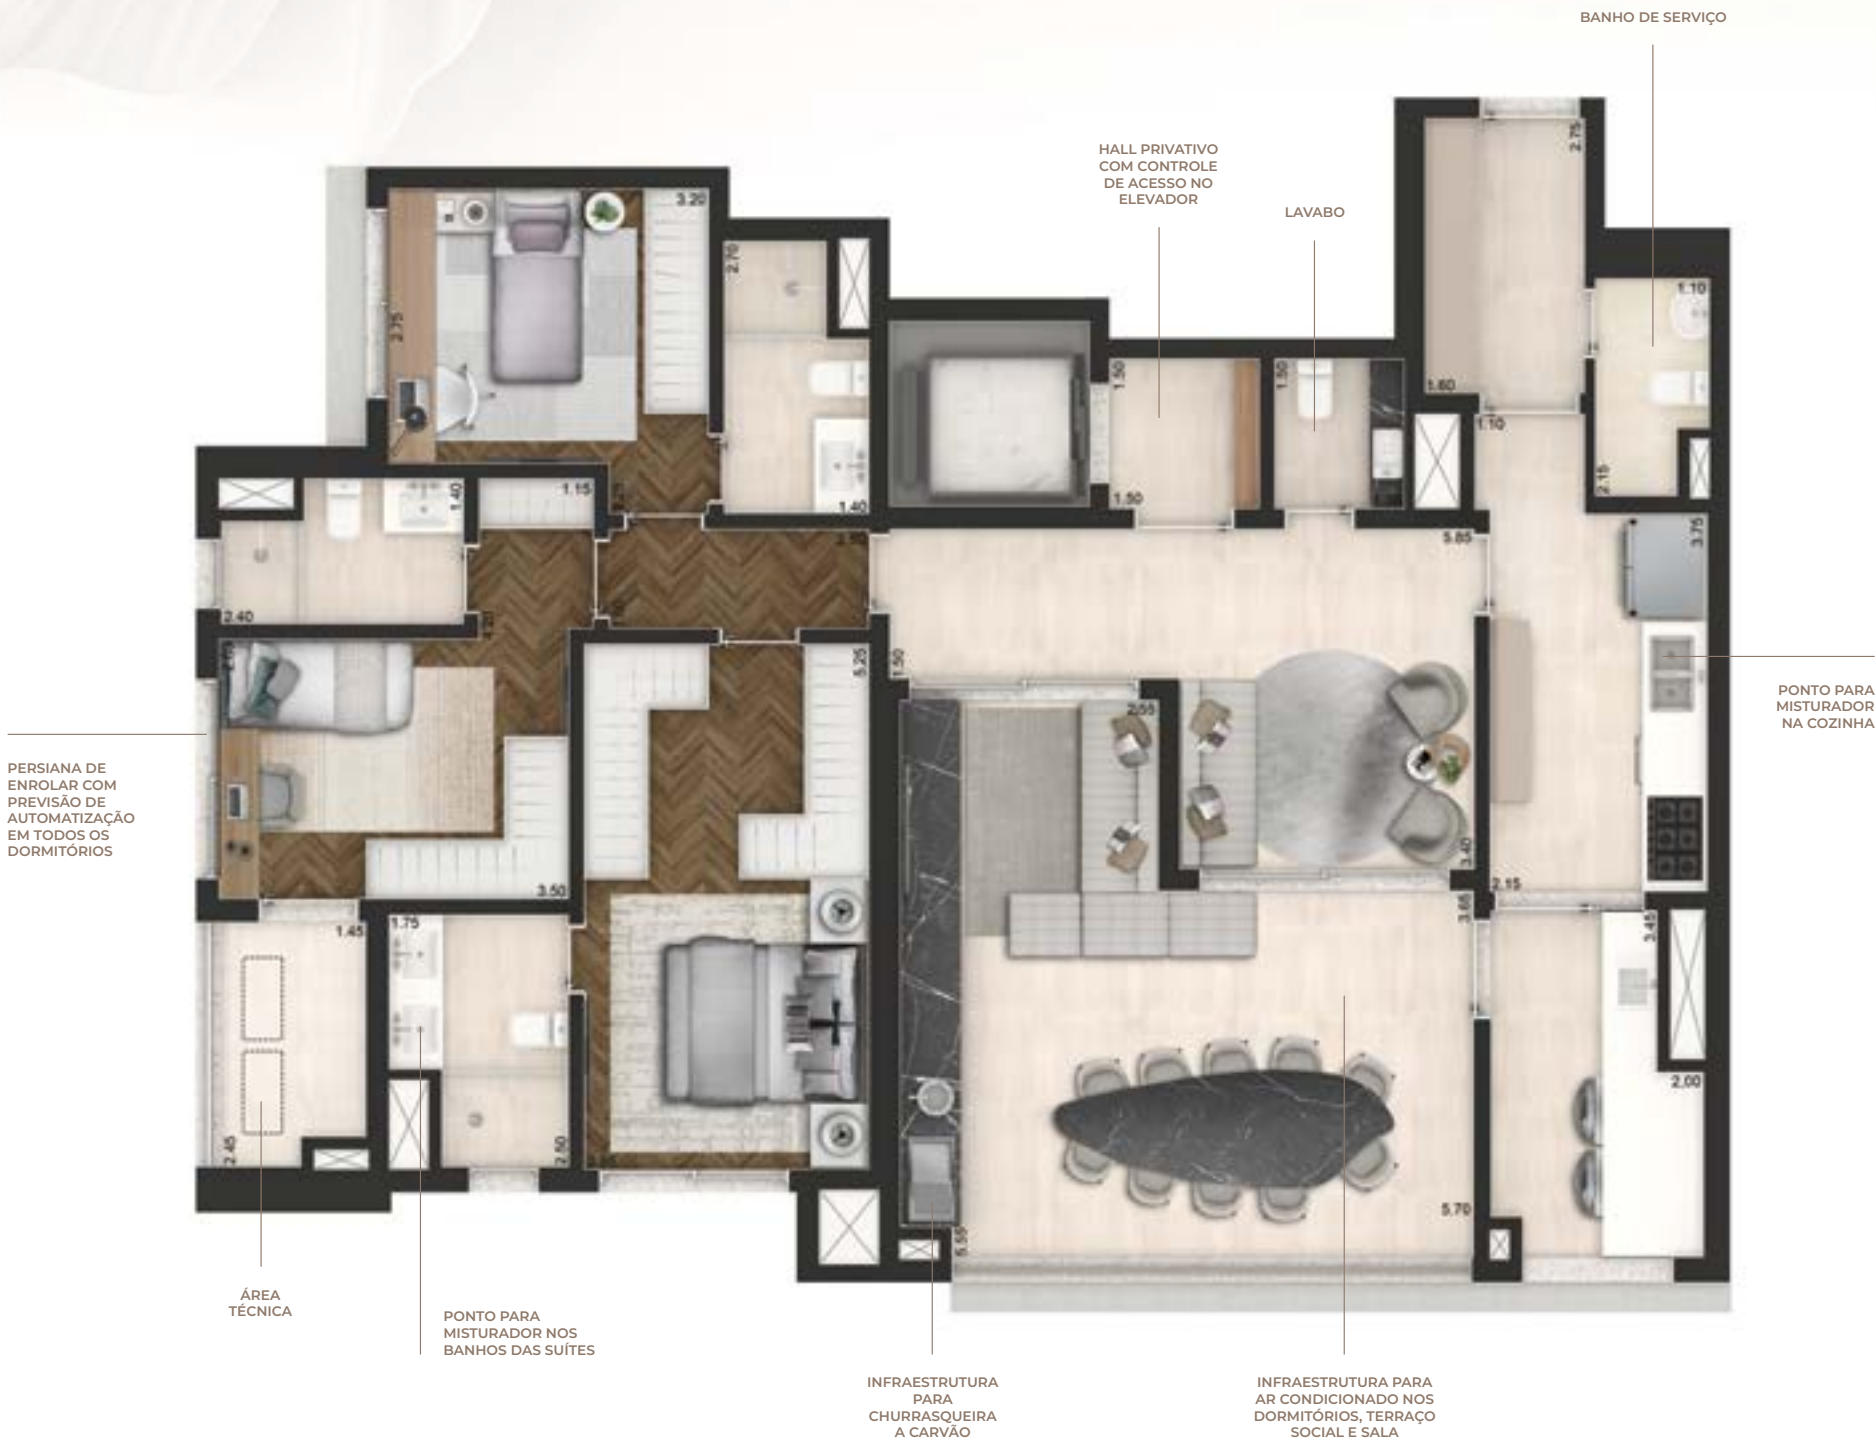 BANHO DE SERVIÇO
HALL PRIVATIVO
COM CONTROLE
DE ACESSO NO
ELEVADOR
LAVABO
2.75
3.20
2.70
2.75
1.10
1.50
1.50
1.60
1.10
1.50
2.15
1.40
1.15
1.40
5.85
3.75
2.40
5.25
1.50
PONTO PARA
MISTURADOR
NA COZINHA
2.55
PERSIANA DE
ENROLAR COM
PREVISÃO DE
AUTOMATIZAÇÃO
EM TODOS OS
DORMITÓRIOS
3.40
3.50
2.15
3.65
1.45
1.75
3.45
2.00
2.45
2.50
5.70
5.55
ÁREA
TÉCNICA
PONTO PARA
MISTURADOR NOS
BANHOS DAS SUÍTES
INFRAESTRUTURA
PARA
CHURRASQUEIRA
A CARVÃO
INFRAESTRUTURA PARA
AR CONDICIONADO NOS
DORMITÓRIOS, TERRAÇO
SOCIAL E SALA